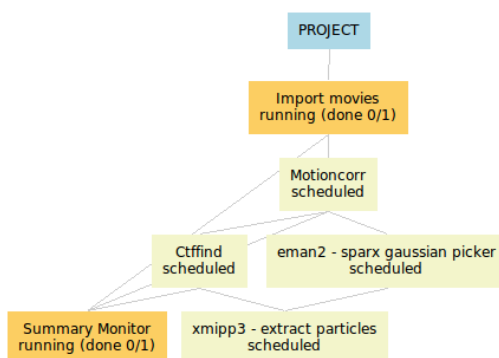 PROJECT
Import movies
running (done 0/1)
Motioncorr
scheduled
Ctffind
scheduled
eman2 - sparx gaussian picker
scheduled
Summary Monitor
running (done 0/1)
xmipp3 - extract particles
scheduled